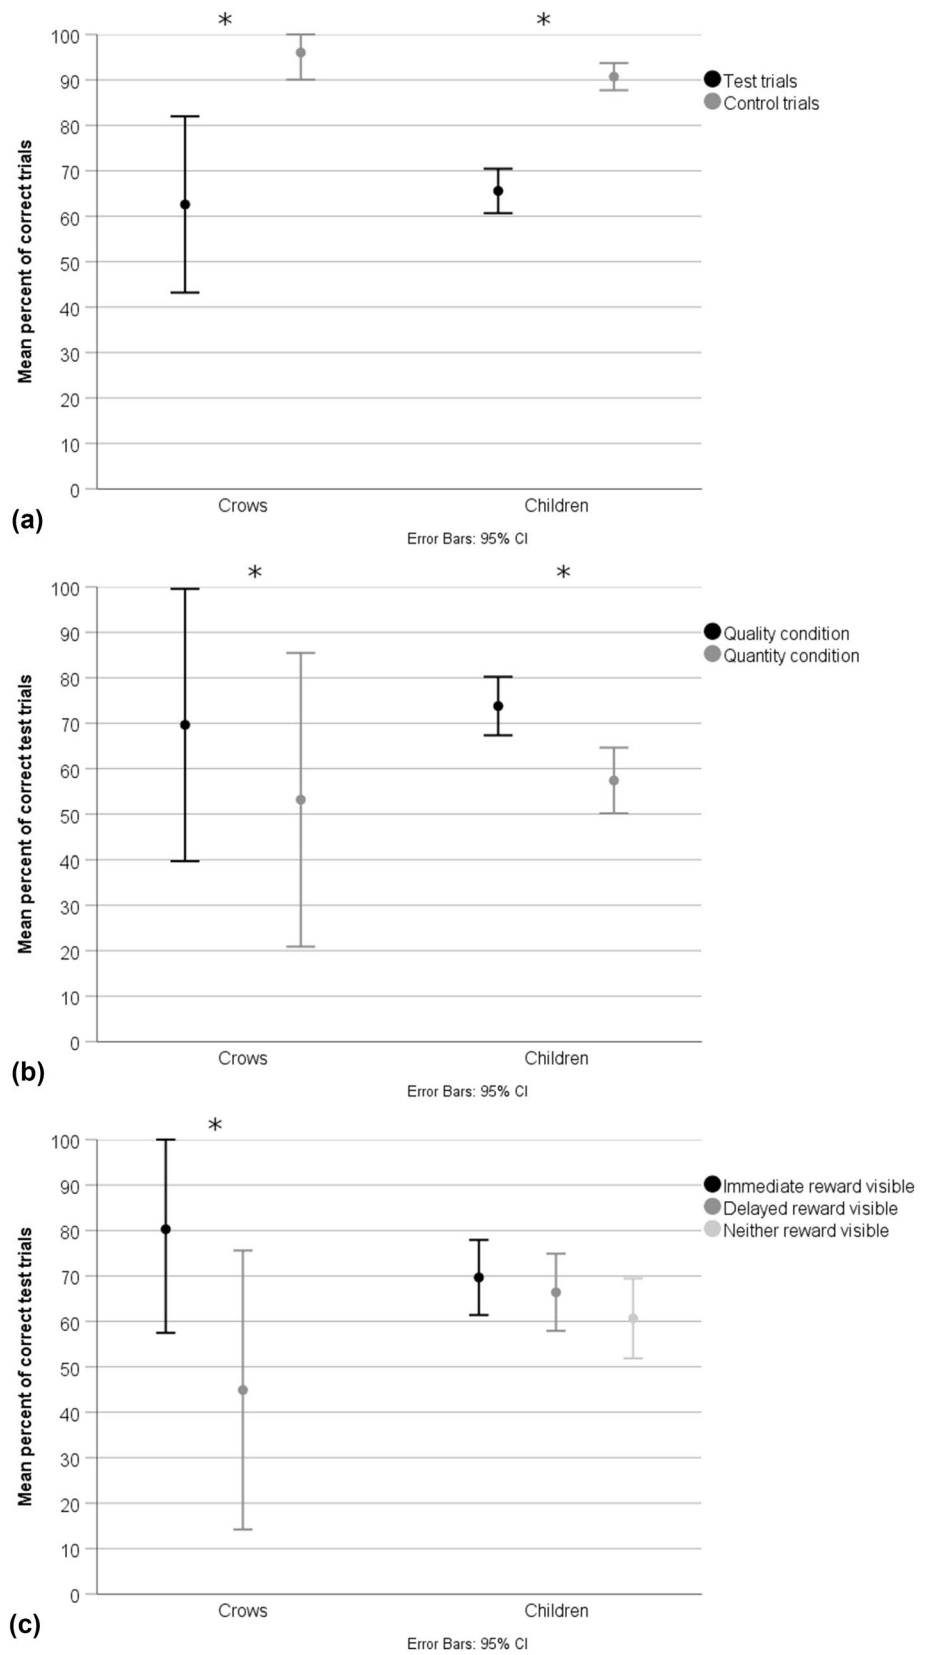 * *
100
90
80
70
60
50
40
30
20
10
0
Mean percent of correct trials
Test trials
Control trials
Crows Children
(a)
Error Bars: 95% CI
* *
100
90
80
70
60
50
40
30
20
10
0
Mean percent of correct test trials
Quality condition
Quantity condition
Crows Children
(b)
Error Bars: 95% CI
*
100
90
80
70
60
50
40
30
20
10
0
Mean percent of correct test trials
Immediate reward visible
Delayed reward visible
Neither reward visible
Crows Children
(c)
Error Bars: 95% CI